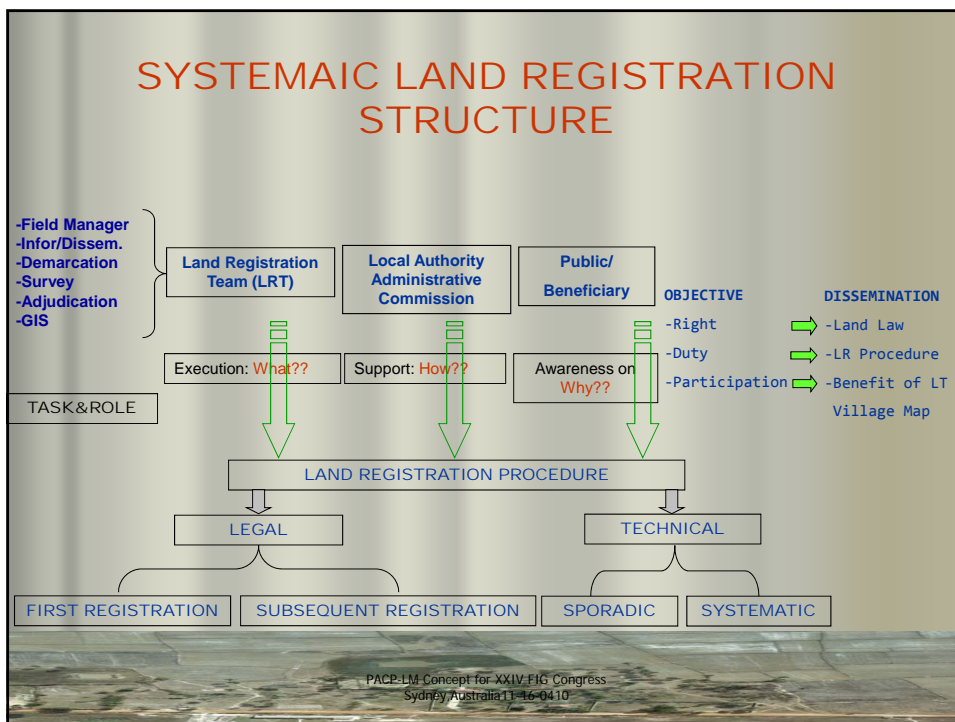 SYSTEMAIC LAND REGISTRATION
STRUCTURE
-Field Manager
-Infor/Dissem.
-Demarcation
-Survey
-Adjudication
-GIS
Land Registration
Team (LRT)
Local Authority
Administrative
Commission
Public/
Beneficiary
OBJECTIVE
-Right
-Duty
-Participation
DISSEMINATION
-Land Law
-LR Procedure
-Benefit of LT
Village Map
Execution: What??
Support: How??
Awareness on
Why??
TASK&ROLE
LAND REGISTRATION PROCEDURE
LEGAL
TECHNICAL
FIRST REGISTRATION
SUBSEQUENT REGISTRATION
SPORADIC
SYSTEMATIC
PACP-LM Concept for XXIV FIG Congress
Sydney,Australia11-16-0410